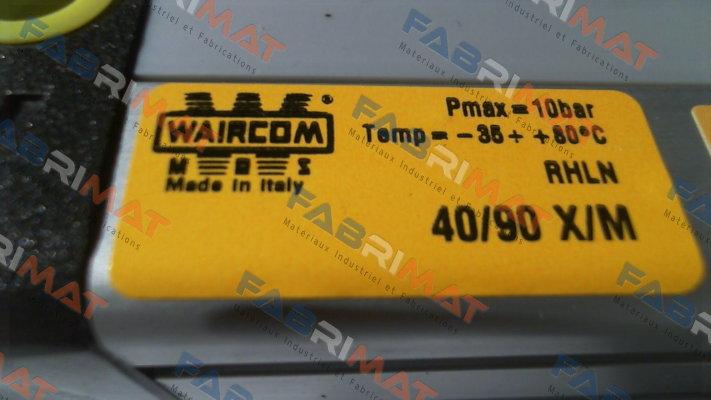 WAIRCOM
M B S
Made in Italy
Pmax=10bar
Temp=-35÷+80°C
RHLN
40/90 X/M
FABRIMAT
Materiaux Industriel et Fabrications